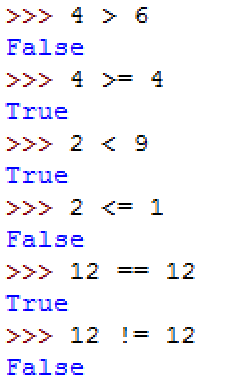 >>> 4 > 6
False
>>> 4 >= 4
True
>>> 2 < 9
True
>>> 2 <= 1
False
>>> 12 == 12
True
>>> 12 != 12
False